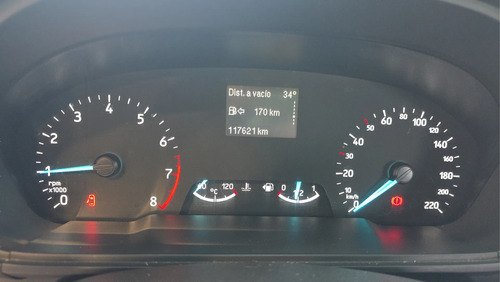 Dist. a vacío 34°
170 km
117621 km
0 1 2 3 4 5 6 7 8
rpm
x1000
60 120
°C
0 1/2 1
0 10 20 30 40 50 60 80 100 120 140 160 180 200 220
km/h